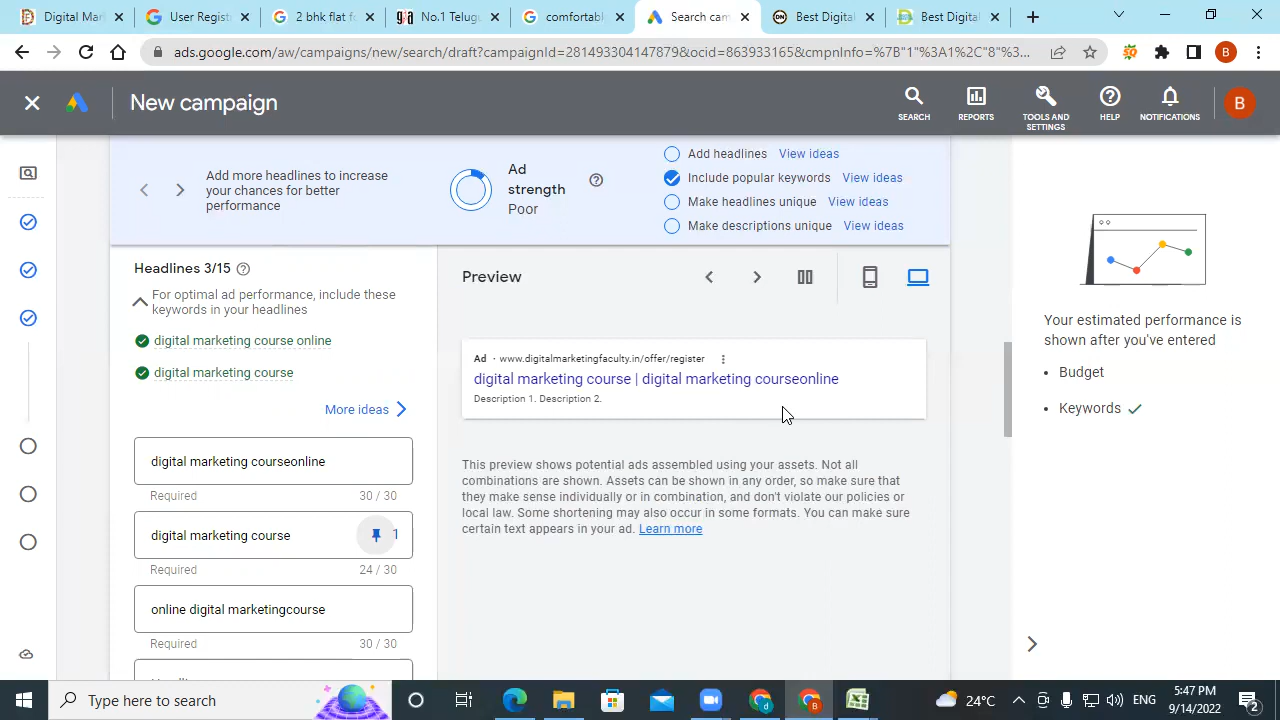 Digital Mark
User Registr
2 bhk flat fo
No.1 Telugu
comfortable
Search cam
Best Digital
Best Digital
ads.google.com/aw/campaigns/new/search/draft?campaignId=281493304147879&ocid=863933163&cmpnInfo=%7B"1"%3A1%2C"8"%3...
B
New campaign
SEARCH
REPORTS
TOOLS AND SETTINGS
HELP
NOTIFICATIONS
B
Add more headlines to increase
your chances for better
performance
Ad
strength
Poor
Add headlines View ideas
Include popular keywords View ideas
Make headlines unique View ideas
Make descriptions unique View ideas
Headlines 3/15
For optimal ad performance, include these
keywords in your headlines
digital marketing course online
digital marketing course
More ideas
digital marketing courseonline
Required 30 / 30
digital marketing course 1
Required 24 / 30
online digital marketingcourse
Required 30 / 30
Preview
Ad · www.digitalmarketingfaculty.in/offer/register
digital marketing course | digital marketing courseonline
Description 1. Description 2.
This preview shows potential ads assembled using your assets. Not all
combinations are shown. Assets can be shown in any order, so make sure that
they make sense individually or in combination, and don't violate our policies or
local law. Some shortening may also occur in some formats. You can make sure
certain text appears in your ad. Learn more
Your estimated performance is
shown after you've entered
• Budget
• Keywords
Type here to search
24°C
ENG
5:47 PM
9/14/2022
2